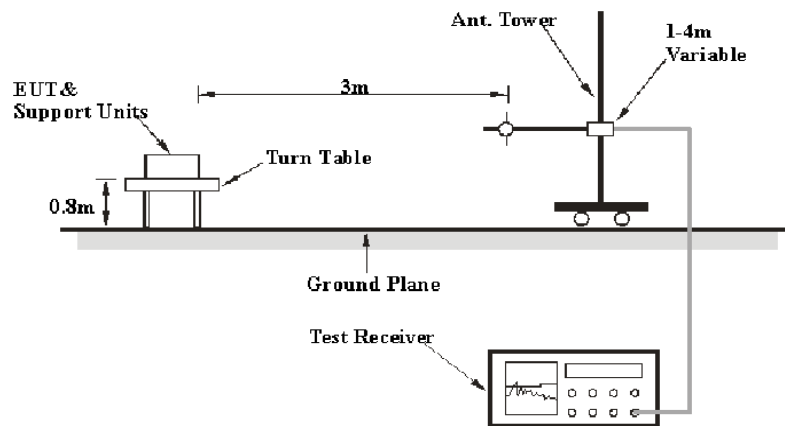 Ant. Tower
1-4m
Variable
3m
EUT&
Support Units
Turn Table
0.8m
Ground Plane
Test Receiver